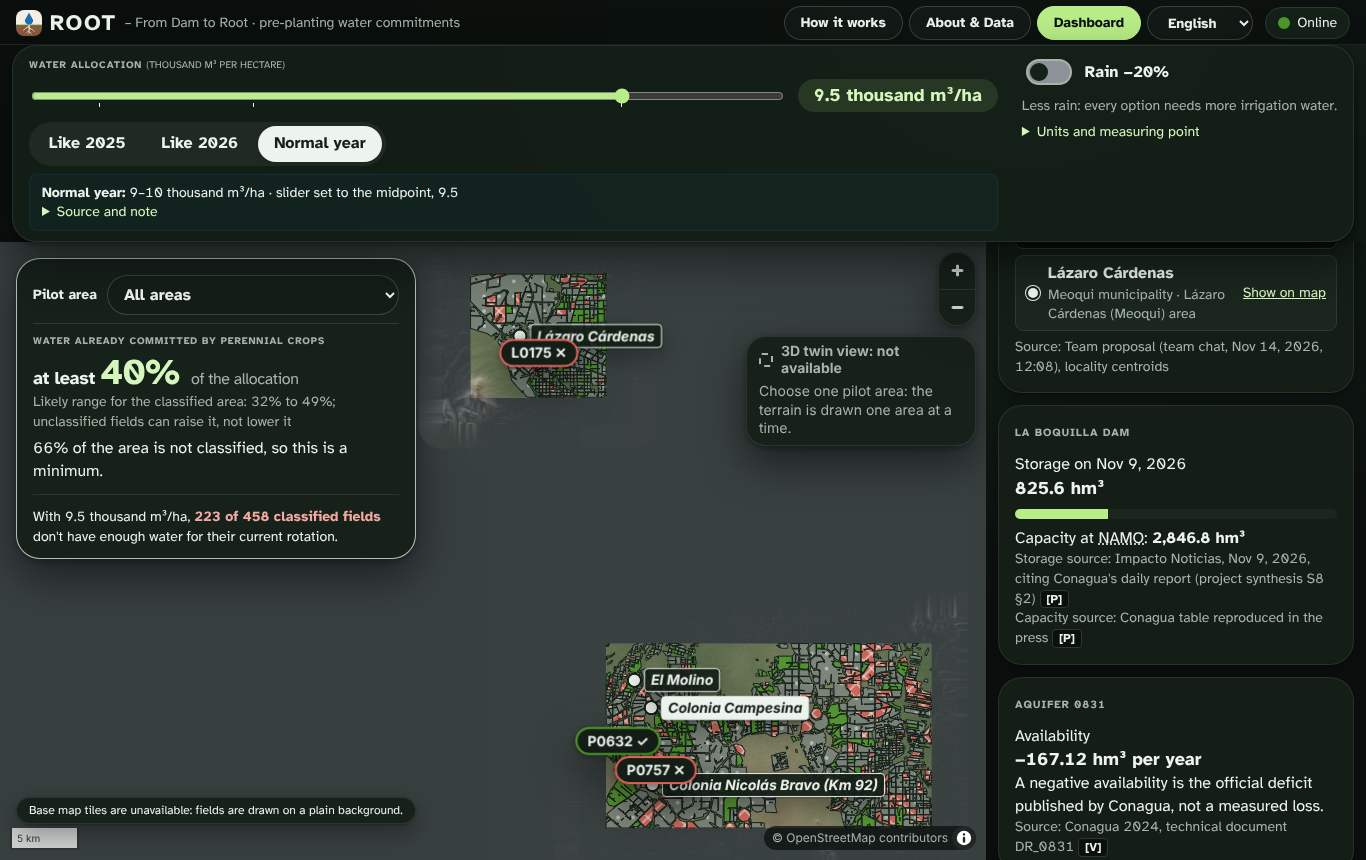 ROOT – From Dam to Root · pre-planting water commitments
How it works
About & Data
Dashboard
English
Online
WATER ALLOCATION (THOUSAND M³ PER HECTARE)
9.5 thousand m³/ha
Like 2025
Like 2026
Normal year
Normal year: 9–10 thousand m³/ha · slider set to the midpoint, 9.5
Source and note
Rain −20%
Less rain: every option needs more irrigation water.
Units and measuring point
Pilot area
All areas
WATER ALREADY COMMITTED BY PERENNIAL CROPS
at least 40% of the allocation
Likely range for the classified area: 32% to 49%;
unclassified fields can raise it, not lower it
66% of the area is not classified, so this is a
minimum.
With 9.5 thousand m³/ha, 223 of 458 classified fields
don't have enough water for their current rotation.
Lázaro Cárdenas
L0175 ✕
+
−
3D twin view: not
available
Choose one pilot area: the
terrain is drawn one area at a
time.
El Molino
Colonia Campesina
P0632 ✓
P0757 ✕
Colonia Nicolás Bravo (Km 92)
Base map tiles are unavailable: fields are drawn on a plain background.
5 km
© OpenStreetMap contributors
Lázaro Cárdenas
Meoqui municipality · Lázaro
Cárdenas (Meoqui) area
Show on map
Source: Team proposal (team chat, Nov 14, 2026,
12:08), locality centroids
LA BOQUILLA DAM
Storage on Nov 9, 2026
825.6 hm³
Capacity at NAMO: 2,846.8 hm³
Storage source: Impacto Noticias, Nov 9, 2026,
citing Conagua's daily report (project synthesis S8
§2) [P]
Capacity source: Conagua table reproduced in the
press [P]
AQUIFER 0831
Availability
−167.12 hm³ per year
A negative availability is the official deficit
published by Conagua, not a measured loss.
Source: Conagua 2024, technical document
DR_0831 [V]